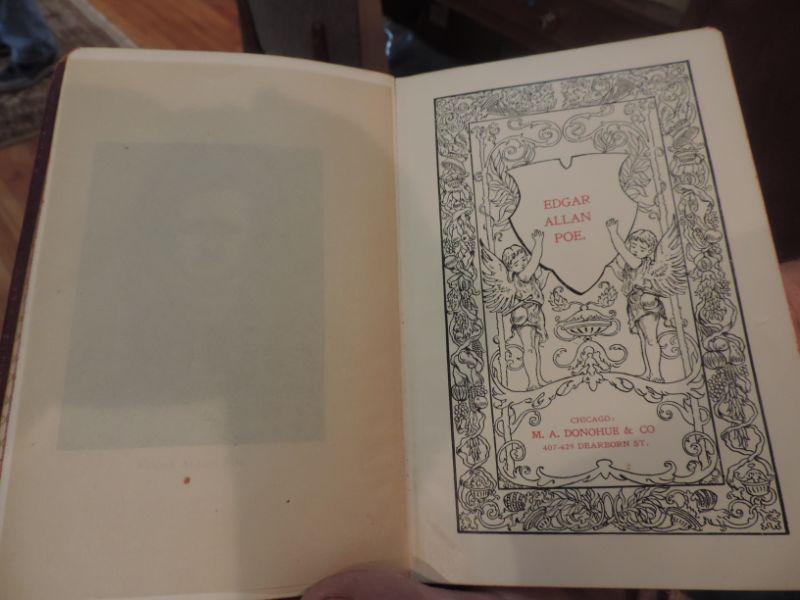 EDGAR
ALLAN
POE.
CHICAGO:
M. A. DONOHUE & CO
407-429 DEARBORN ST.